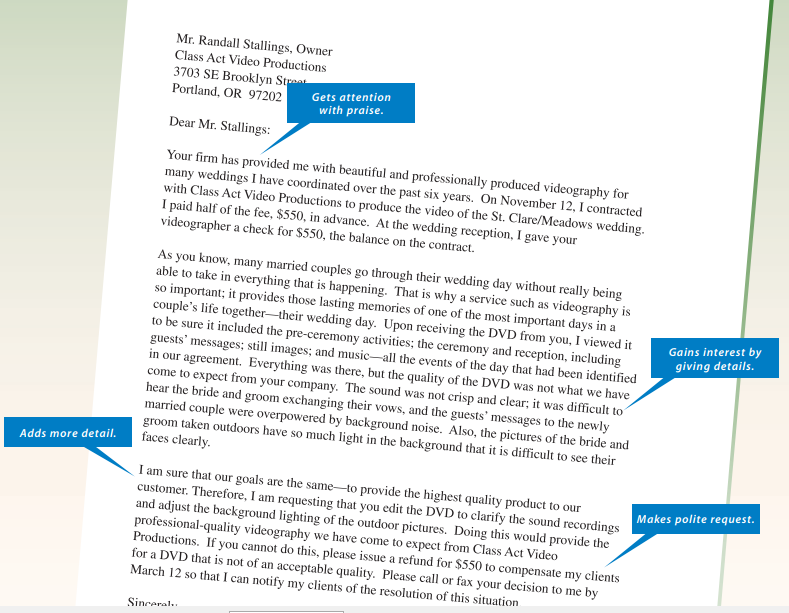 Mr. Randall Stallings, Owner
Class Act Video Productions
3703 SE Brooklyn Street
Portland, OR  97202
Gets attention
with praise.
Dear Mr. Stallings:
Your firm has provided me with beautiful and professionally produced videography for
many weddings I have coordinated over the past six years.  On November 12, I contracted
with Class Act Video Productions to produce the video of the St. Clare/Meadows wedding.
I paid half of the fee, $550, in advance.  At the wedding reception, I gave your
videographer a check for $550, the balance on the contract.
As you know, many married couples go through their wedding day without really being
able to take in everything that is happening.  That is why a service such as videography is
so important; it provides those lasting memories of one of the most important days in a
couple's life together—their wedding day.  Upon receiving the DVD from you, I viewed it
to be sure it included the pre-ceremony activities; the ceremony and reception, including
guests' messages; still images; and music—all the events of the day that had been identified
in our agreement.  Everything was there, but the quality of the DVD was not what we have
come to expect from your company.  The sound was not crisp and clear; it was difficult to
hear the bride and groom exchanging their vows, and the guests' messages to the newly
married couple were overpowered by background noise.  Also, the pictures of the bride and
groom taken outdoors have so much light in the background that it is difficult to see their
faces clearly.
Gains interest by
giving details.
Adds more detail.
I am sure that our goals are the same—to provide the highest quality product to our
customer. Therefore, I am requesting that you edit the DVD to clarify the sound recordings
and adjust the background lighting of the outdoor pictures.  Doing this would provide the
professional-quality videography we have come to expect from Class Act Video
Productions.  If you cannot do this, please issue a refund for $550 to compensate my clients
for a DVD that is not of an acceptable quality.  Please call or fax your decision to me by
March 12 so that I can notify my clients of the resolution of this situation.
Makes polite request.
Sincerely,